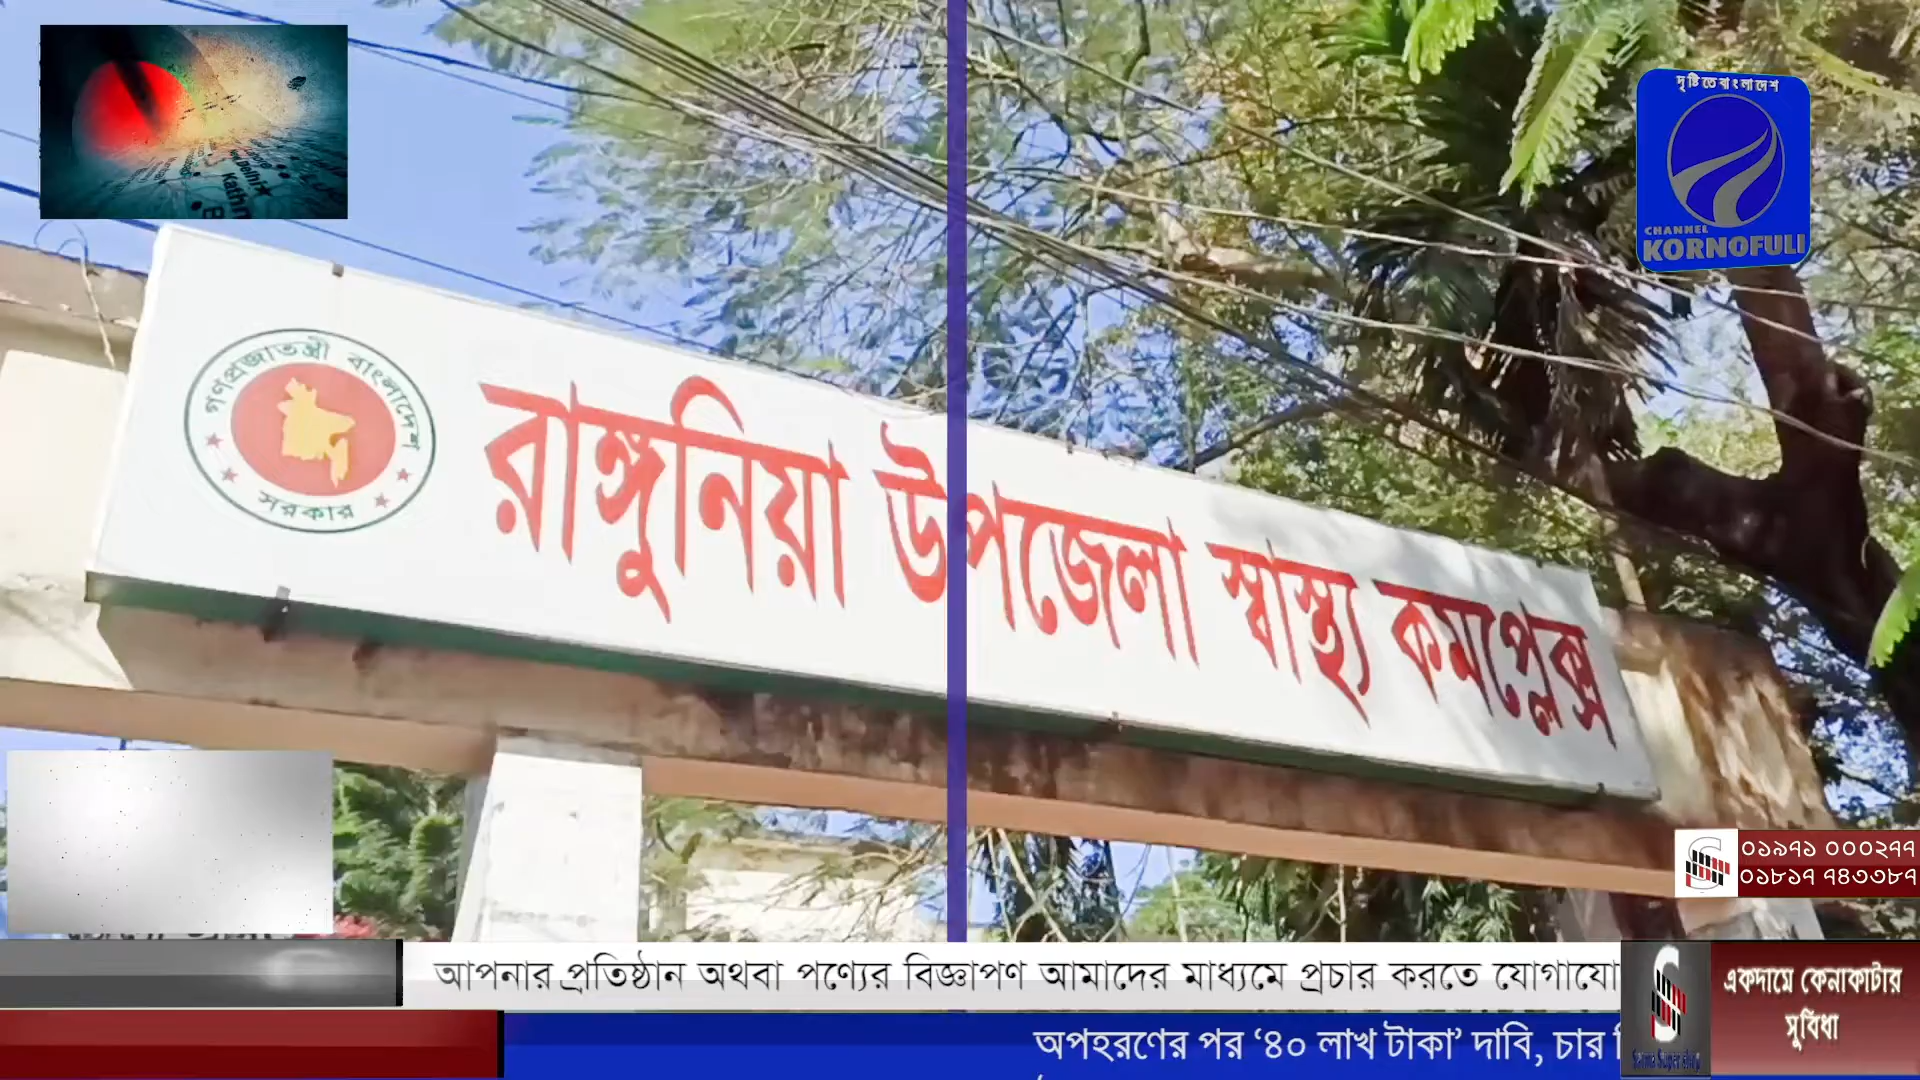 দৃষ্টিতে বাংলাদেশ
CHANNEL
KORNOFULI
গণপ্রজাতন্ত্রী বাংলাদেশ
সরকার
রাঙ্গুনিয়া উপজেলা স্বাস্থ্য কমপ্লেক্স
০১৯৭১ ০০০২৭৭
০১৮১৭ ৭৪৩৩৮৭
আপনার প্রতিষ্ঠান অথবা পণ্যের বিজ্ঞাপণ আমাদের মাধ্যমে প্রচার করতে যোগাযো
একদামে কেনাকাটার
সুবিধা
অপহরণের পর ‘৪০ লাখ টাকা’ দাবি, চার